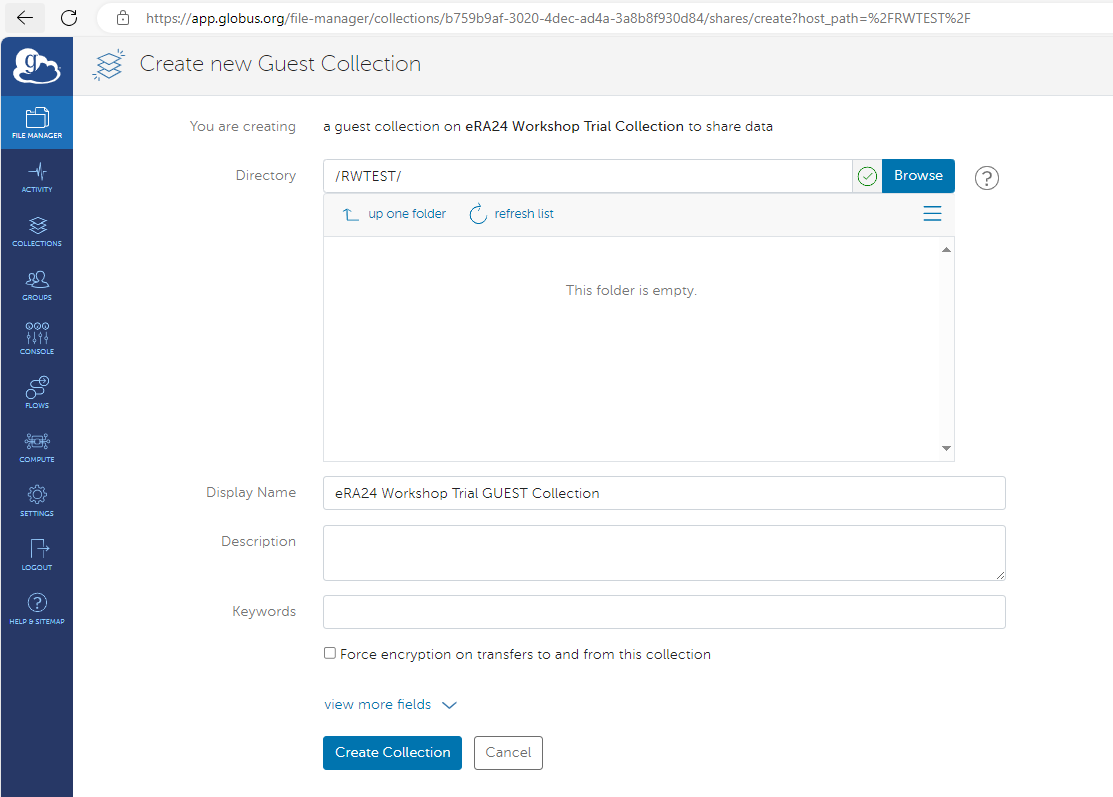 https://app.globus.org/file-manager/collections/b759b9af-3020-4dec-ad4a-3a8b8f930d84/shares/create?host_path=%2FRWTEST%2F
g
Create new Guest Collection
FILE MANAGER
ACTIVITY
COLLECTIONS
GROUPS
CONSOLE
FLOWS
COMPUTE
SETTINGS
LOGOUT
HELP & SITEMAP
You are creating a guest collection on eRA24 Workshop Trial Collection to share data
Directory /RWTEST/ Browse ?
up one folder refresh list
This folder is empty.
Display Name eRA24 Workshop Trial GUEST Collection
Description
Keywords
Force encryption on transfers to and from this collection
view more fields
Create Collection Cancel